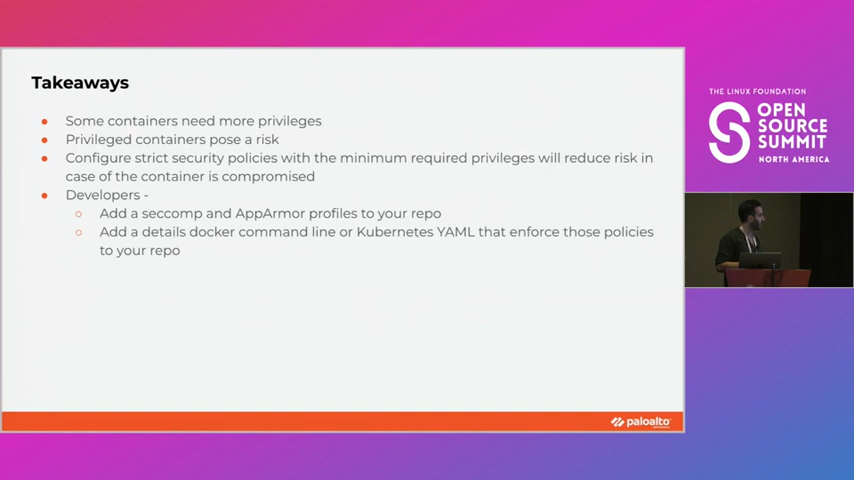 Takeaways
● Some containers need more privileges
● Privileged containers pose a risk
● Configure strict security policies with the minimum required privileges will reduce risk in
case of the container is compromised
● Developers -
○ Add a seccomp and AppArmor profiles to your repo
○ Add a details docker command line or Kubernetes YAML that enforce those policies
to your repo
paloalto
THE LINUX FOUNDATION
OPEN
SOURCE
SUMMIT
NORTH AMERICA